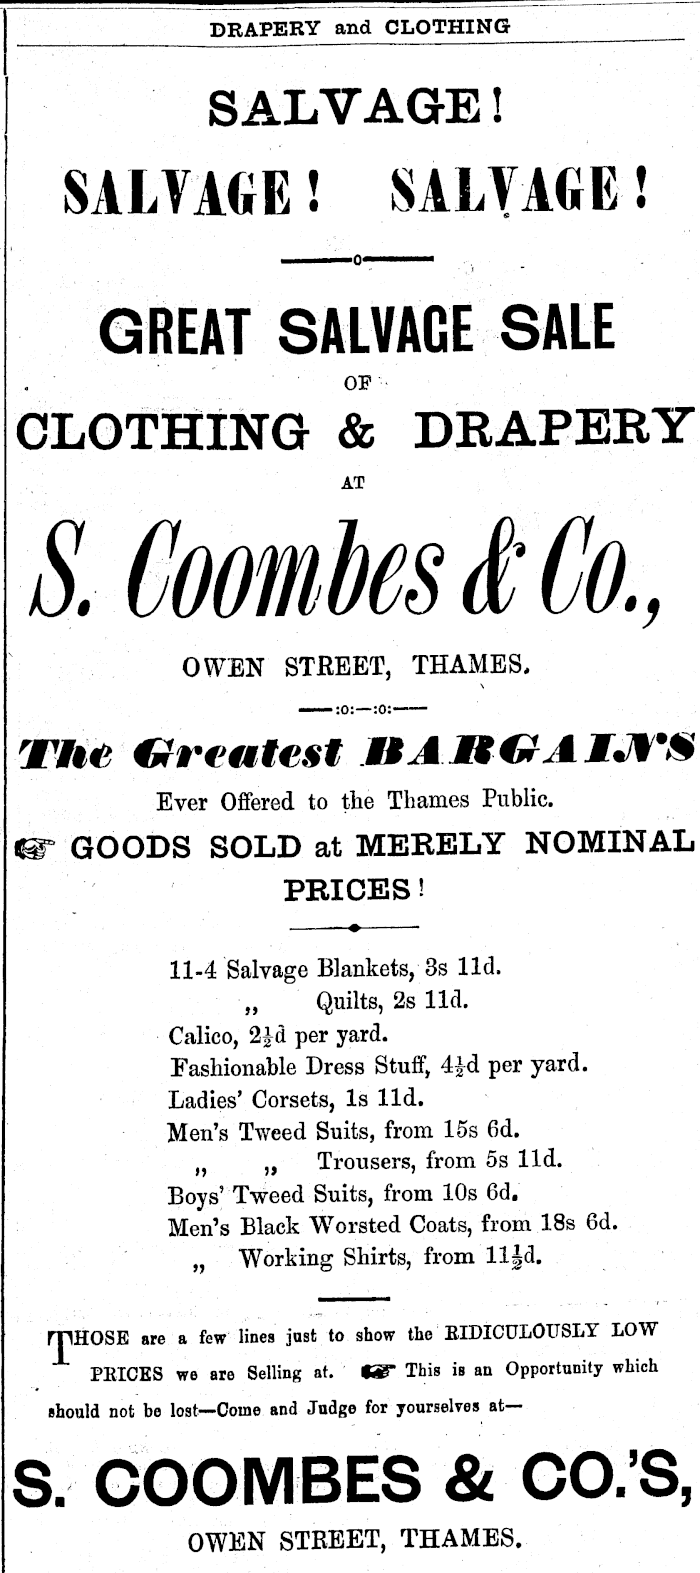 DRAPERY and CLOTHING
SALVAGE!
SALVAGE! SALVAGE!
GREAT SALVAGE SALE
OF
CLOTHING & DRAPERY
AT
S. Coombes & Co.,
OWEN STREET, THAMES.
—:o:—:o:—
The Greatest BARGAINS
Ever Offered to the Thames Public.
☞ GOODS SOLD at MERELY NOMINAL
PRICES!
11-4 Salvage Blankets, 3s 11d.
„ Quilts, 2s 11d.
Calico, 2½d per yard.
Fashionable Dress Stuff, 4½d per yard.
Ladies' Corsets, 1s 11d.
Men's Tweed Suits, from 15s 6d.
„ „ Trousers, from 5s 11d.
Boys' Tweed Suits, from 10s 6d.
Men's Black Worsted Coats, from 18s 6d.
„ Working Shirts, from 11½d.
THOSE are a few lines just to show the RIDICULOUSLY LOW
PRICES we are Selling at. ☞ This is an Opportunity which
should not be lost—Come and Judge for yourselves at—
S. COOMBES & CO.'S,
OWEN STREET, THAMES.